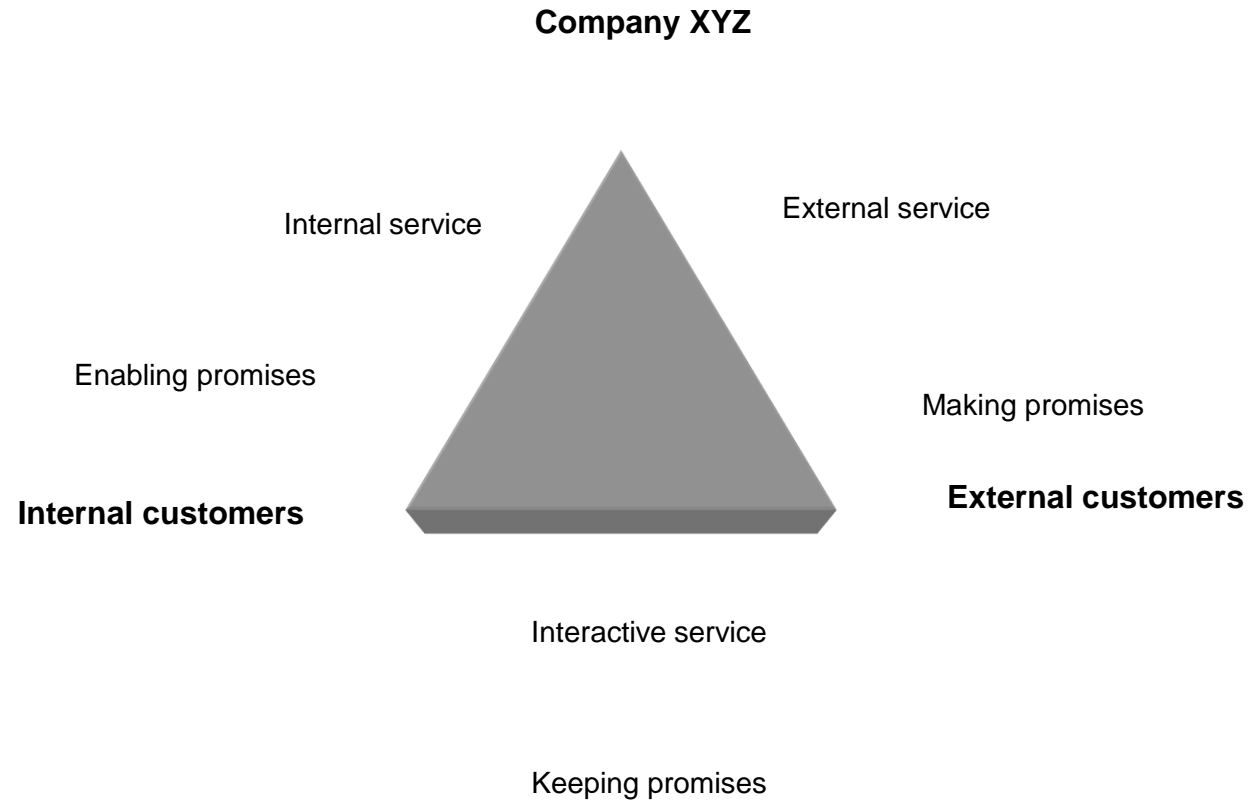 Company XYZ
Internal service
External service
Enabling promises
Making promises
Internal customers
External customers
Interactive service
Keeping promises